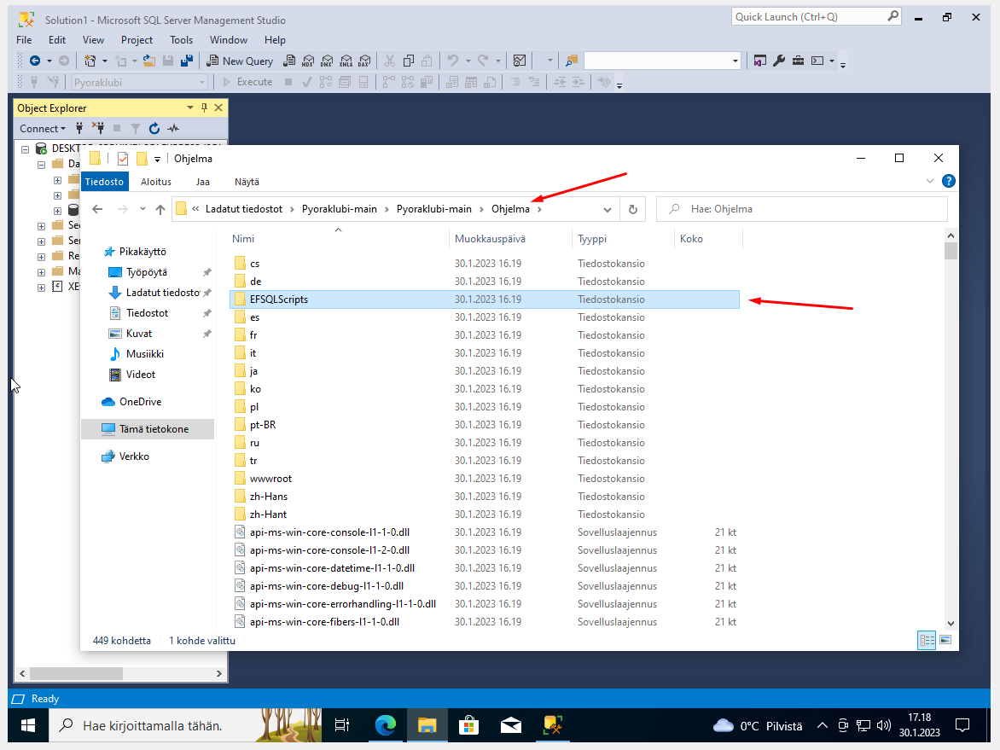 Solution1 - Microsoft SQL Server Management Studio
Quick Launch (Ctrl+Q)
File Edit View Project Tools Window Help
New Query MDX DMX XMLA DAX
Pyoraklubi Execute
Object Explorer
Connect
Ohjelma
Tiedosto Aloitus Jaa Näytä
« Ladatut tiedostot › Pyoraklubi-main › Pyoraklubi-main › Ohjelma ›
Hae: Ohjelma
Nimi Muokkauspäivä Tyyppi Koko
Pikakäyttö
Työpöytä
Ladatut tiedosto
Tiedostot
Kuvat
Musiikki
Videot
OneDrive
Tämä tietokone
Verkko
cs 30.1.2023 16.19 Tiedostokansio
de 30.1.2023 16.19 Tiedostokansio
EFSQLScripts 30.1.2023 16.19 Tiedostokansio
es 30.1.2023 16.19 Tiedostokansio
fr 30.1.2023 16.19 Tiedostokansio
it 30.1.2023 16.19 Tiedostokansio
ja 30.1.2023 16.19 Tiedostokansio
ko 30.1.2023 16.19 Tiedostokansio
pl 30.1.2023 16.19 Tiedostokansio
pt-BR 30.1.2023 16.19 Tiedostokansio
ru 30.1.2023 16.19 Tiedostokansio
tr 30.1.2023 16.19 Tiedostokansio
wwwroot 30.1.2023 16.19 Tiedostokansio
zh-Hans 30.1.2023 16.19 Tiedostokansio
zh-Hant 30.1.2023 16.19 Tiedostokansio
api-ms-win-core-console-l1-1-0.dll 30.1.2023 16.19 Sovelluslaajennus 21 kt
api-ms-win-core-console-l1-2-0.dll 30.1.2023 16.19 Sovelluslaajennus 21 kt
api-ms-win-core-datetime-l1-1-0.dll 30.1.2023 16.19 Sovelluslaajennus 21 kt
api-ms-win-core-debug-l1-1-0.dll 30.1.2023 16.19 Sovelluslaajennus 21 kt
api-ms-win-core-errorhandling-l1-1-0.dll 30.1.2023 16.19 Sovelluslaajennus 21 kt
api-ms-win-core-fibers-l1-1-0.dll 30.1.2023 16.19 Sovelluslaajennus 21 kt
449 kohdetta 1 kohde valittu
Ready
Hae kirjoittamalla tähän.
0°C Pilvistä
17.18
30.1.2023